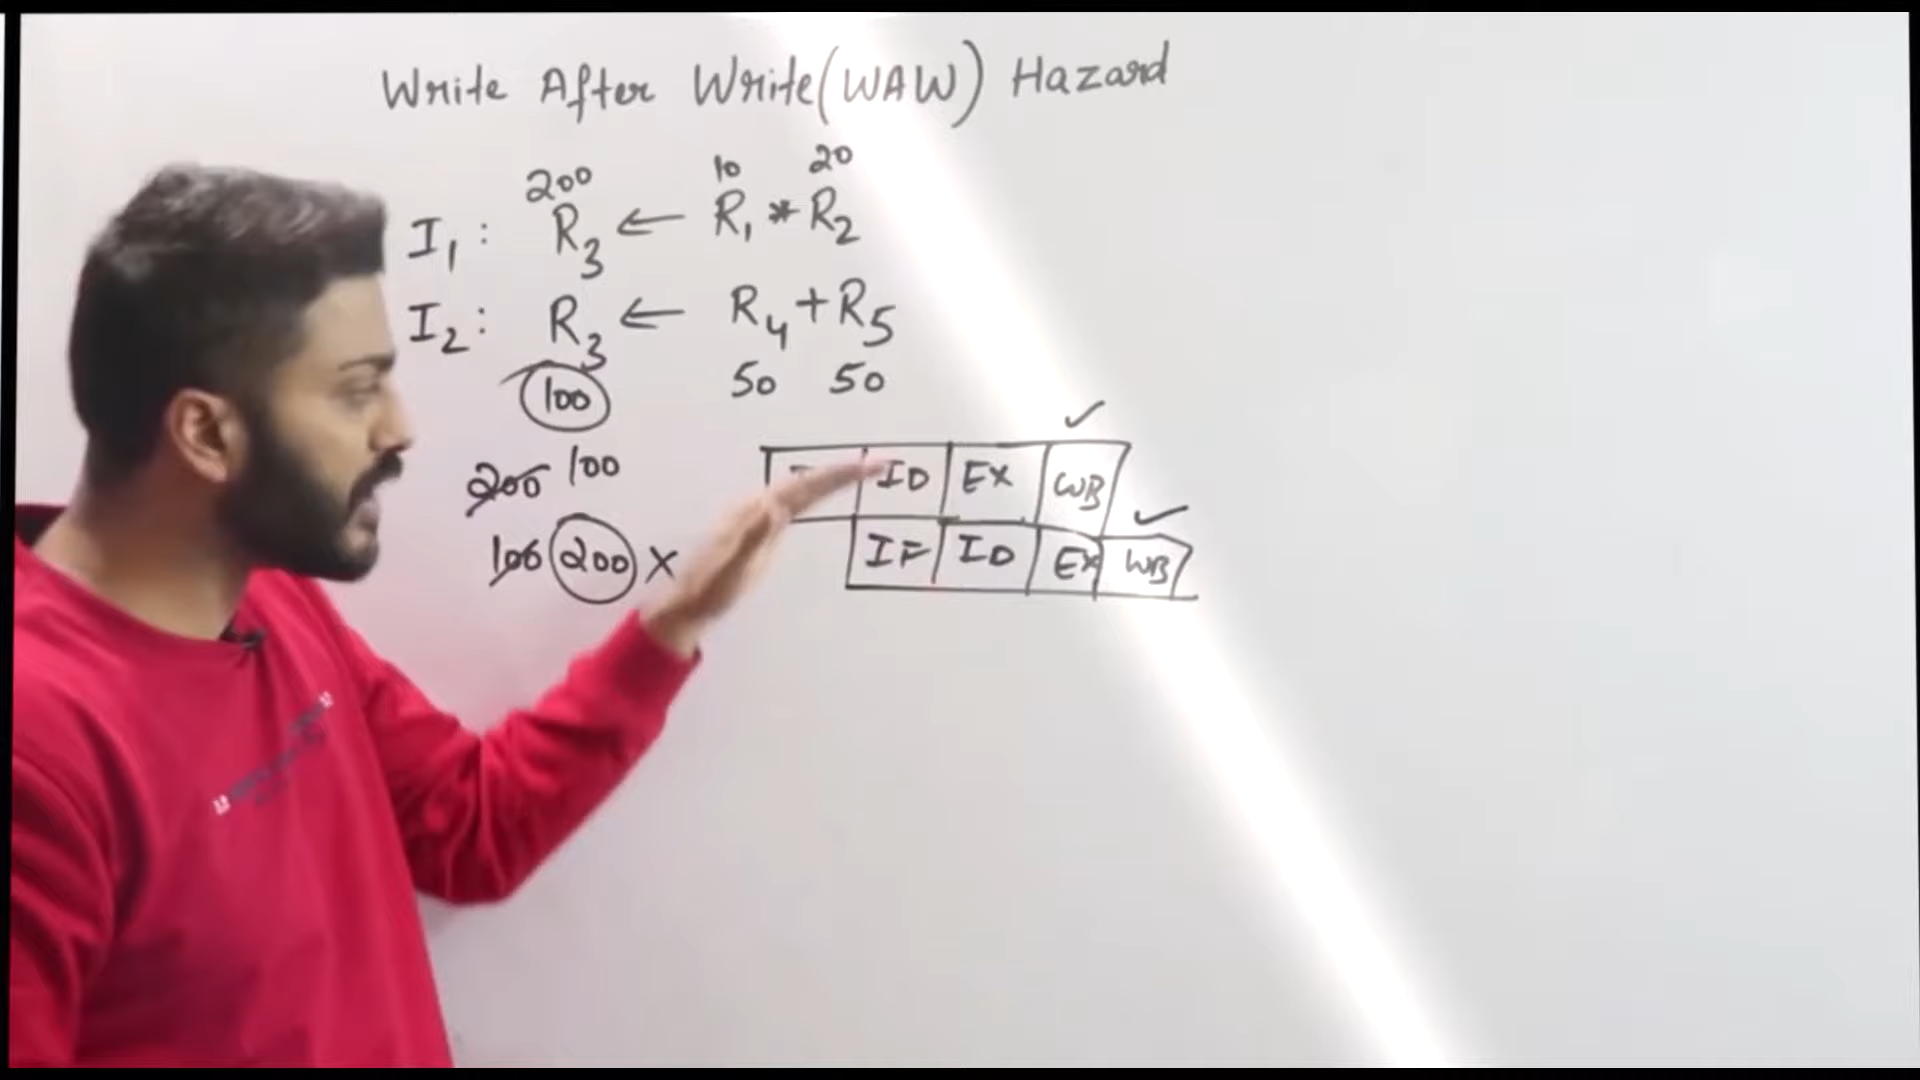 Write After Write (WAW) Hazard
200 10 20
I1 : R3 ← R1 * R2
I2 : R3 ← R4 + R5
100 50 50
200 100
100 200 X
✓
ID EX WB
✓
IF ID EX WB